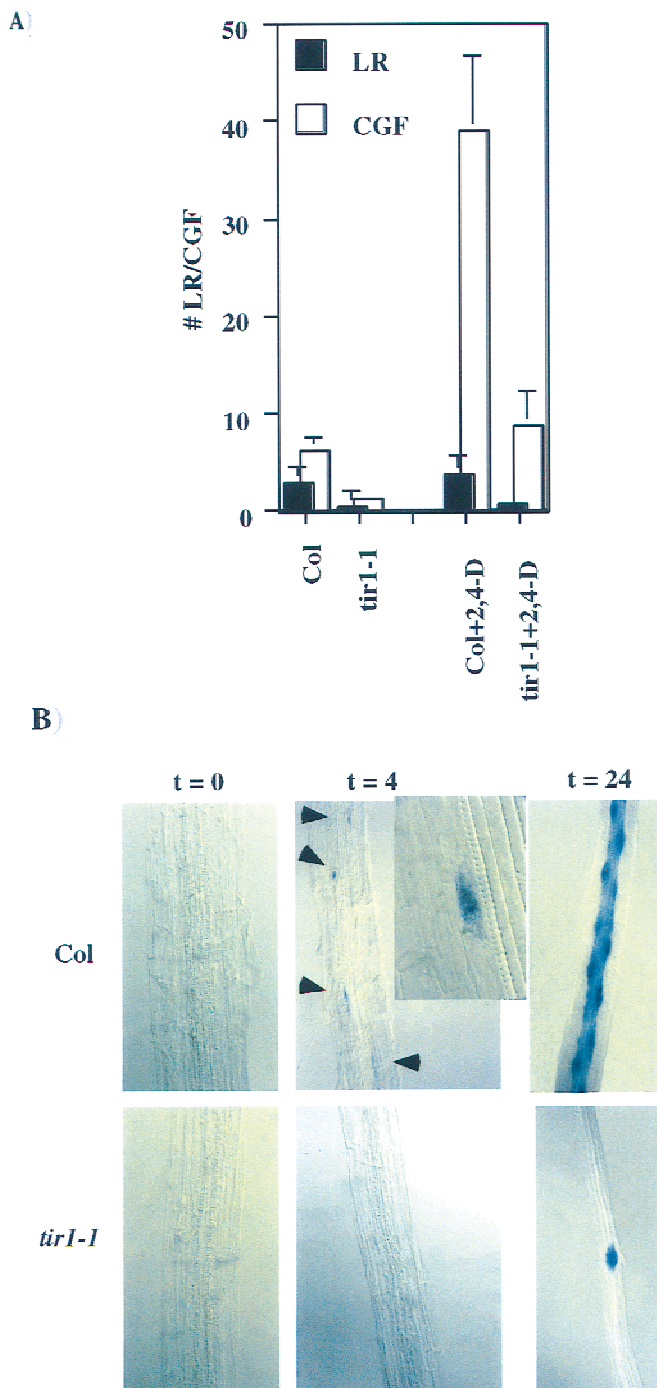 A)
50
LR
CGF
40
30
20
10
0
# LR/CGF
Col
tir1-1
Col+2,4-D
tir1-1+2,4-D
B)
t = 0
t = 4
t = 24
Col
tir1-1